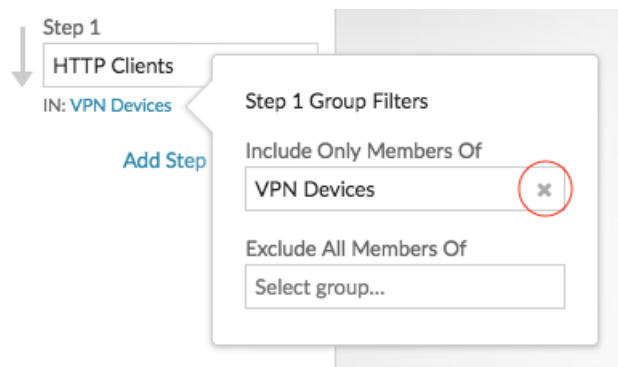 Step 1
HTTP Clients
IN: VPN Devices
Add Step
Step 1 Group Filters
Include Only Members Of
VPN Devices
Exclude All Members Of
Select group...